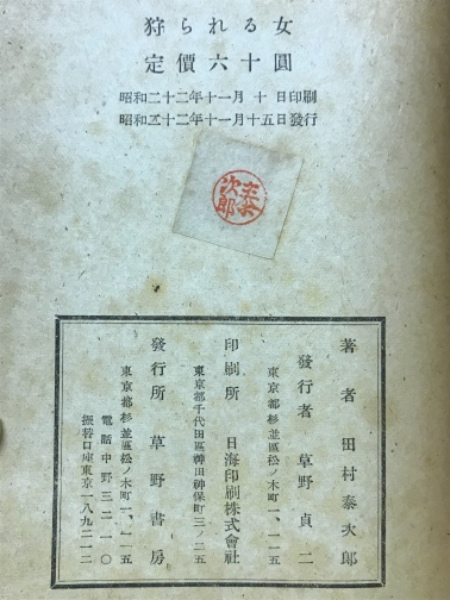 狩られる女
定價六十圓
昭和二十二年十一月十日印刷
昭和二十二年十一月十五日發行
泰次郎
著者 田村泰次郎
發行者 草野貞二
東京都杉並區松ノ木町一、一一五
印刷所 日海印刷株式會社
東京都千代田區神田神保町三ノ二五
發行所 草野書房
東京都杉並區松ノ木町一、一一五
電話中野三二一〇
振替口座東京一八九二一二